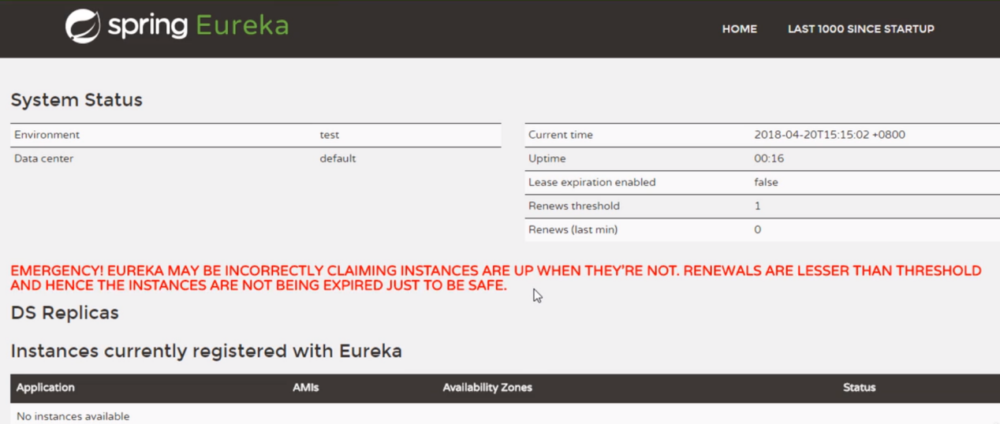 spring Eureka
HOME LAST 1000 SINCE STARTUP
System Status
Environment test
Data center default
Current time 2018-04-20T15:15:02 +0800
Uptime 00:16
Lease expiration enabled false
Renews threshold 1
Renews (last min) 0
EMERGENCY! EUREKA MAY BE INCORRECTLY CLAIMING INSTANCES ARE UP WHEN THEY'RE NOT. RENEWALS ARE LESSER THAN THRESHOLD
AND HENCE THE INSTANCES ARE NOT BEING EXPIRED JUST TO BE SAFE.
DS Replicas
Instances currently registered with Eureka
Application AMIs Availability Zones Status
No instances available